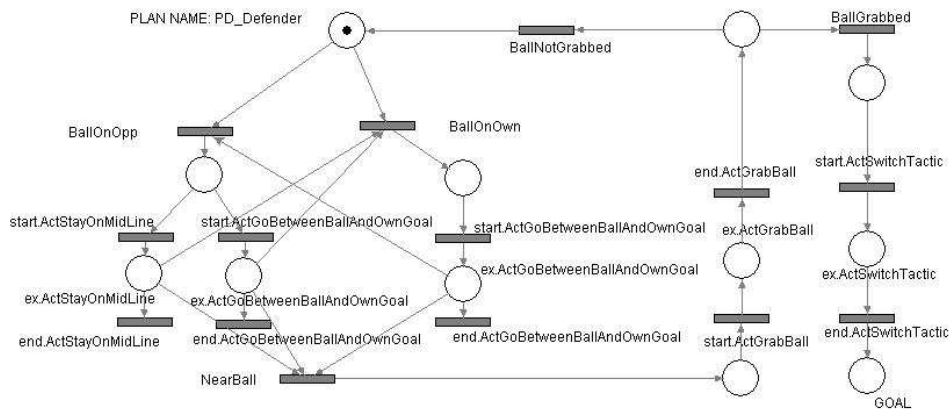 PLAN NAME: PD_Defender
BallGrabbed
BallNotGrabbed
BallOnOpp
BallOnOwn
end.ActGrabBall
start.ActSwitchTactic
start.ActStayOnMidLine
start.ActGoBetweenBallAndOwnGoal
start.ActGoBetweenBallAndOwnGoal
ex.ActGrabBall
ex.ActGoBetweenBallAndOwnGoal
ex.ActSwitchTactic
ex.ActStayOnMidLine
ex.ActGoBetweenBallAndOwnGoal
end.ActStayOnMidLine
end.ActGoBetweenBallAndOwnGoal
end.ActGoBetweenBallAndOwnGoal
start.ActGrabBall
end.ActSwitchTactic
NearBall
GOAL